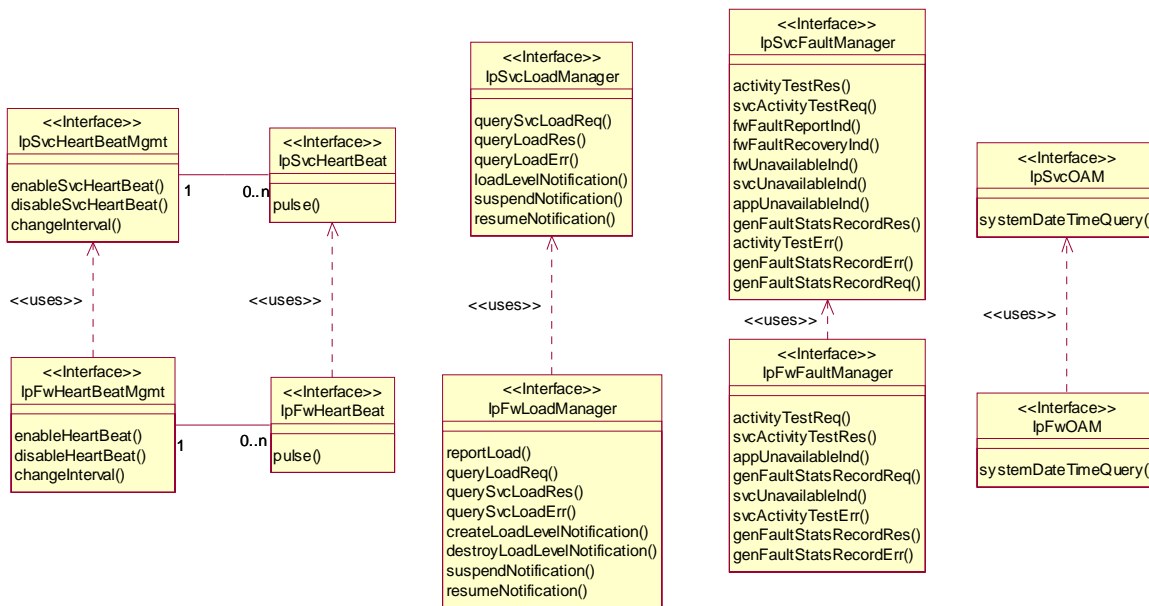 <<Interface>>
IpSvcHeartBeatMgmt
enableSvcHeartBeat()
disableSvcHeartBeat()
changeInterval()
1
0..n
<<Interface>>
IpSvcHeartBeat
pulse()
<<Interface>>
IpSvcLoadManager
querySvcLoadReq()
queryLoadRes()
queryLoadErr()
loadLevelNotification()
suspendNotification()
resumeNotification()
<<Interface>>
IpSvcFaultManager
activityTestRes()
svcActivityTestReq()
fwFaultReportInd()
fwFaultRecoveryInd()
fwUnavailableInd()
svcUnavailableInd()
appUnavailableInd()
genFaultStatsRecordRes()
activityTestErr()
genFaultStatsRecordErr()
genFaultStatsRecordReq()
<<Interface>>
IpSvcOAM
systemDateTimeQuery()
<<uses>>
<<uses>>
<<uses>>
<<uses>>
<<uses>>
<<Interface>>
IpFwHeartBeatMgmt
enableHeartBeat()
disableHeartBeat()
changeInterval()
1
0..n
<<Interface>>
IpFwHeartBeat
pulse()
<<Interface>>
IpFwLoadManager
reportLoad()
queryLoadReq()
querySvcLoadRes()
querySvcLoadErr()
createLoadLevelNotification()
destroyLoadLevelNotification()
suspendNotification()
resumeNotification()
<<Interface>>
IpFwFaultManager
activityTestReq()
svcActivityTestRes()
appUnavailableInd()
genFaultStatsRecordReq()
svcUnavailableInd()
svcActivityTestErr()
genFaultStatsRecordRes()
genFaultStatsRecordErr()
<<Interface>>
IpFwOAM
systemDateTimeQuery()